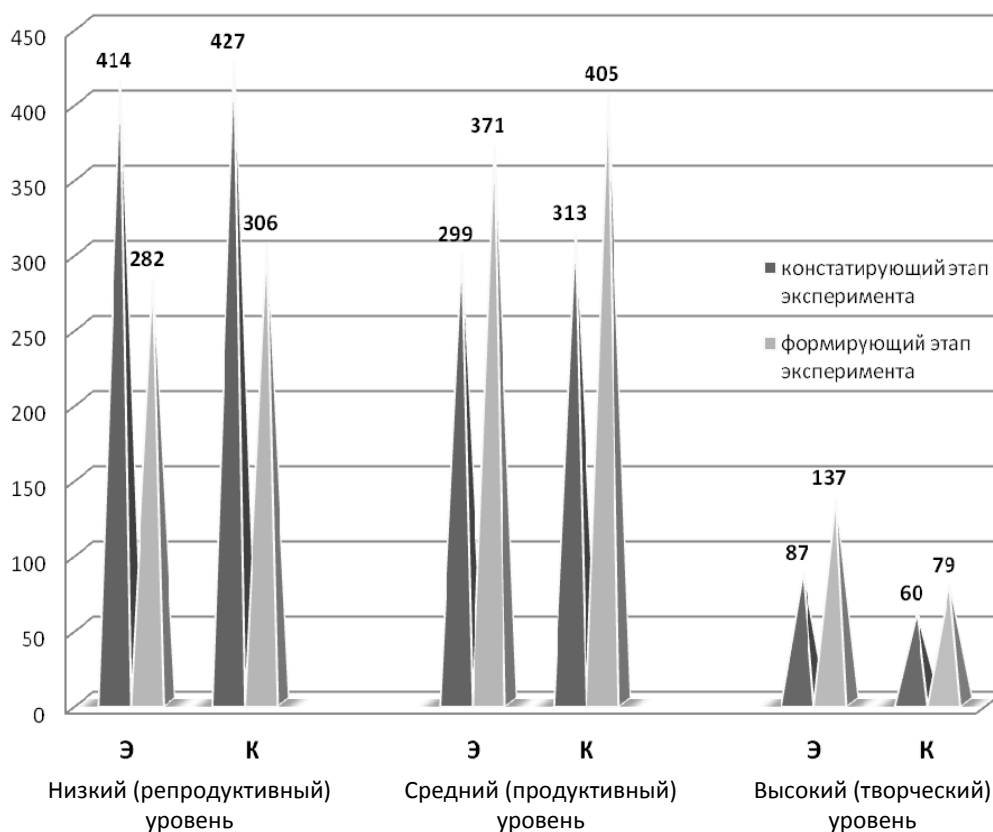 450
400
350
300
250
200
150
100
50
0
414
282
427
306
299
371
313
405
87
137
60
79
констатирующий этап
эксперимента
формирующий этап
эксперимента
Э К Э К Э К
Низкий (репродуктивный)
уровень
Средний (продуктивный)
уровень
Высокий (творческий)
уровень